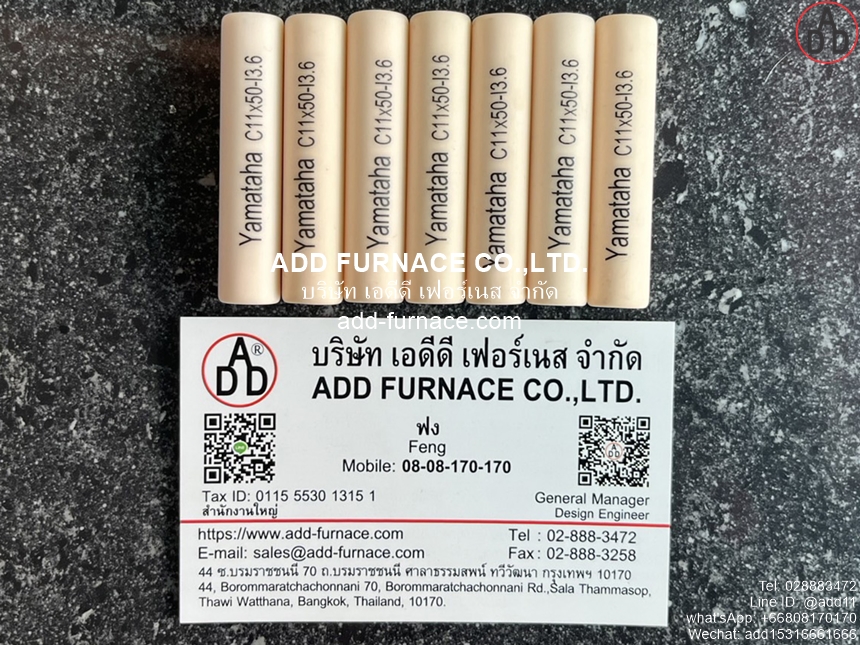 Yamataha C11x50-I3.6
Yamataha C11x50-I3.6
Yamataha C11x50-I3.6
Yamataha C11x50-I3.6
Yamataha C11x50-I3.6
Yamataha C11x50-I3.6
Yamataha C11x50-I3.6
ADD
ADD FURNACE CO.,LTD.
บริษัท เอดีดี เฟอร์เนส จำกัด
add-furnace.com
ADD®
บริษัท เอดีดี เฟอร์เนส จำกัด
ADD FURNACE CO.,LTD.
ฟง
Feng
Mobile: 08-08-170-170
Tax ID: 0115 5530 1315 1
สำนักงานใหญ่
General Manager
Design Engineer
https://www.add-furnace.com
E-mail: sales@add-furnace.com
Tel : 02-888-3472
Fax : 02-888-3258
44 ซ.บรมราชชนนี 70 ถ.บรมราชชนนี ศาลาธรรมสพน์ ทวีวัฒนา กรุงเทพฯ 10170
44, Borommaratchachonnani 70, Borommaratchachonnani Rd.,Sala Thammasop,
Thawi Watthana, Bangkok, Thailand, 10170.
Tel: 028883472
Line ID: @add11
what'sApp: +66808170170
Wechat: add15316661666